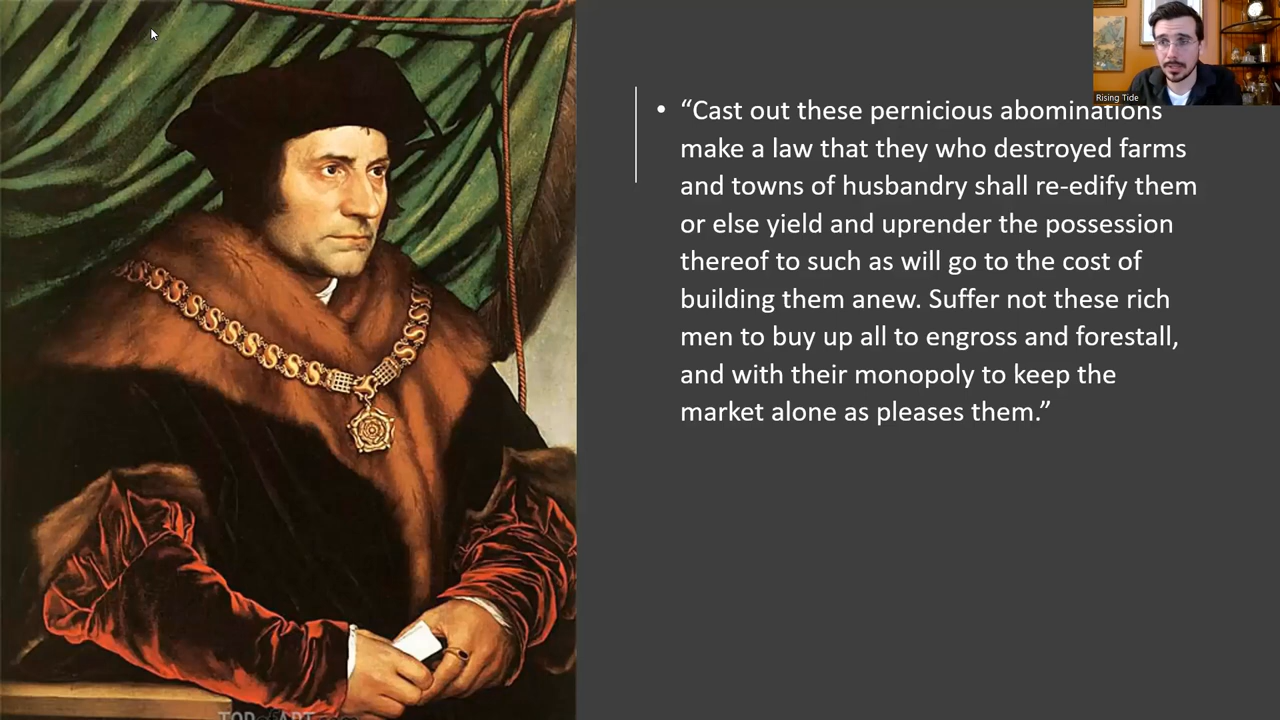 Rising Tide
• “Cast out these pernicious abominations
make a law that they who destroyed farms
and towns of husbandry shall re-edify them
or else yield and uprender the possession
thereof to such as will go to the cost of
building them anew. Suffer not these rich
men to buy up all to engross and forestall,
and with their monopoly to keep the
market alone as pleases them.”